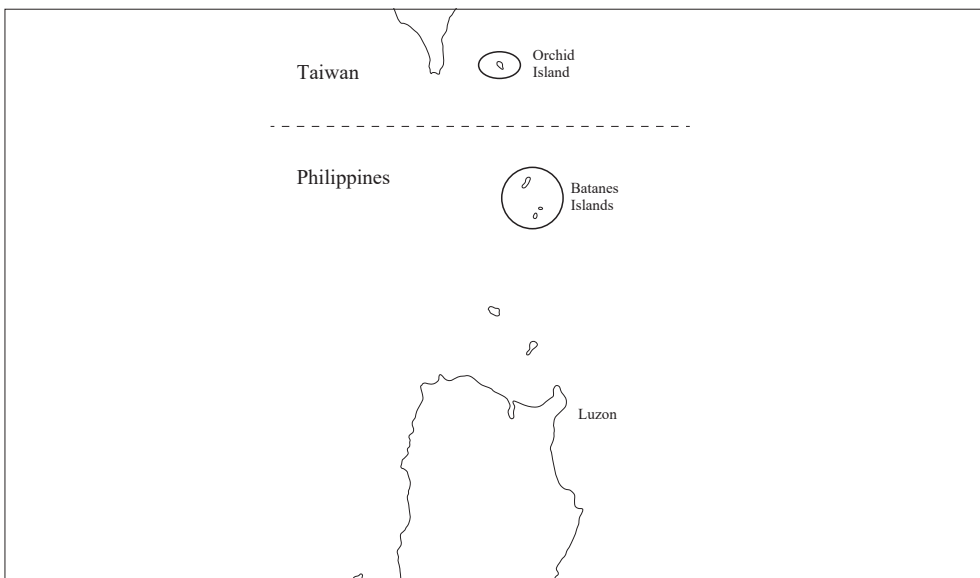 Orchid
Island
Taiwan
Philippines
Batanes
Islands
Luzon